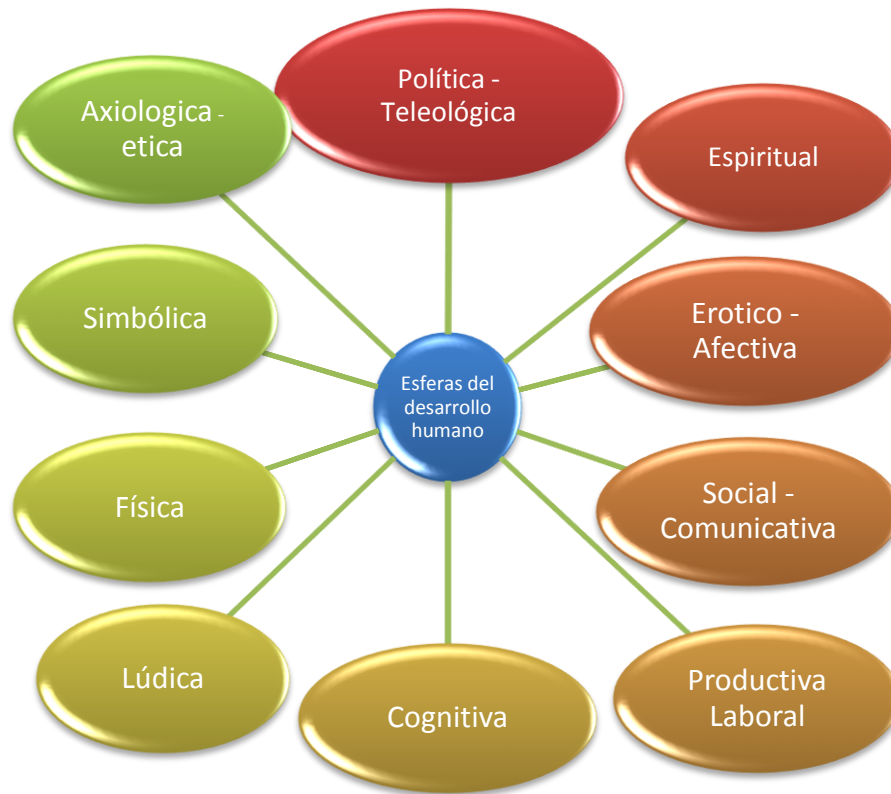 Política -
Teleológica
Espiritual
Erotico -
Afectiva
Social -
Comunicativa
Productiva
Laboral
Cognitiva
Lúdica
Física
Simbólica
Axiologica -
etica
Esferas del
desarrollo
humano